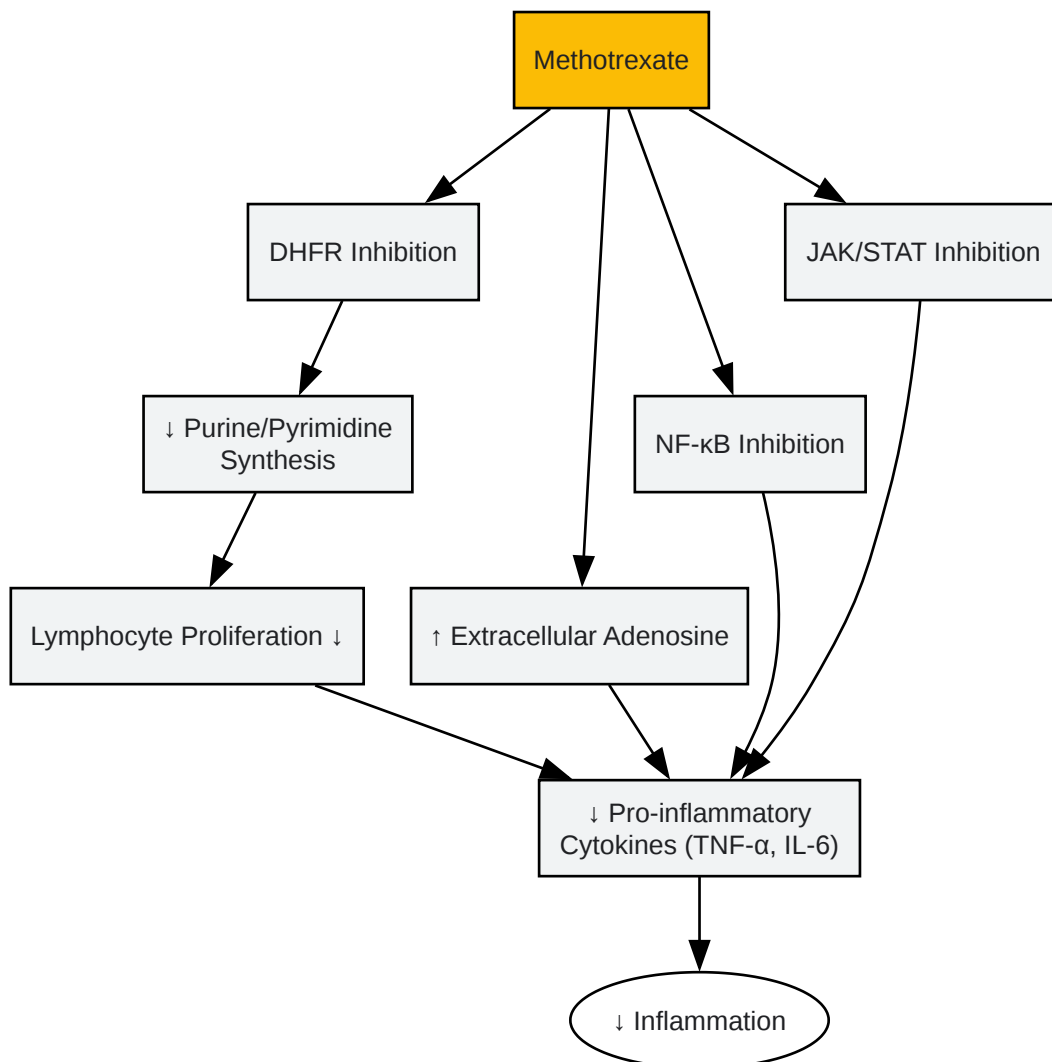 Methotrexate
DHFR Inhibition
JAK/STAT Inhibition
↓ Purine/Pyrimidine
Synthesis
NF-κB Inhibition
Lymphocyte Proliferation ↓
↑ Extracellular Adenosine
↓ Pro-inflammatory
Cytokines (TNF-α, IL-6)
↓ Inflammation